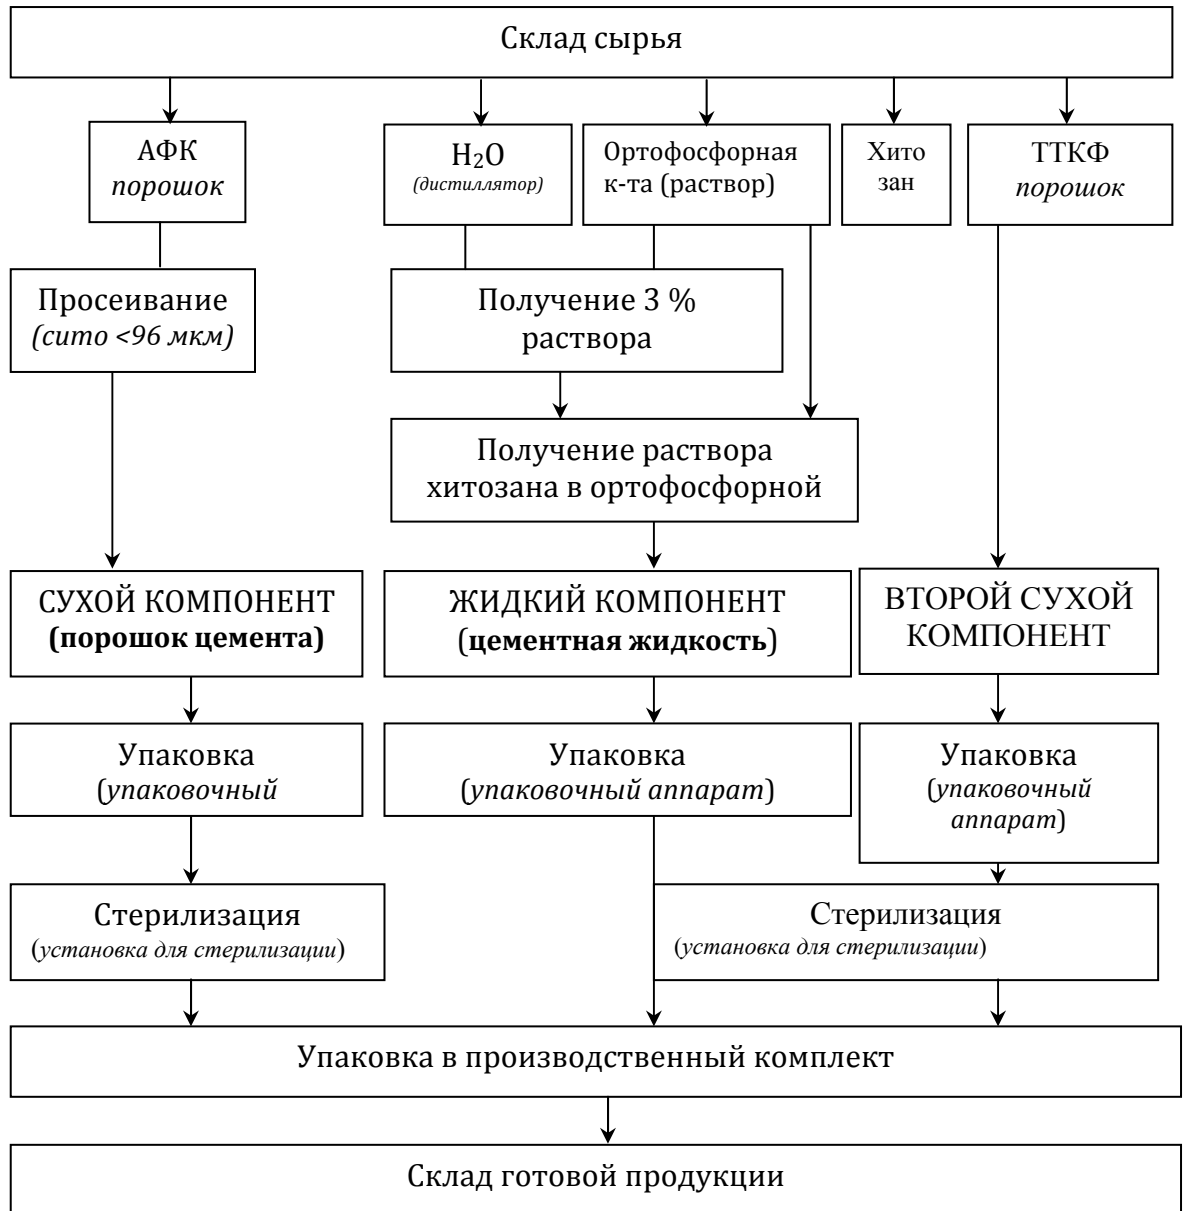 Склад сырья
АФК
порошок
H2O
(дистиллятор)
Ортофосфорная
к-та (раствор)
Хито
зан
ТТКФ
порошок
Просеивание
(сито <96 мкм)
Получение 3 %
раствора
Получение раствора
хитозана в ортофосфорной
СУХОЙ КОМПОНЕНТ
(порошок цемента)
ЖИДКИЙ КОМПОНЕНТ
(цементная жидкость)
ВТОРОЙ СУХОЙ
КОМПОНЕНТ
Упаковка
(упаковочный
Упаковка
(упаковочный аппарат)
Упаковка
(упаковочный
аппарат)
Стерилизация
(установка для стерилизации)
Стерилизация
(установка для стерилизации)
Упаковка в производственный комплект
Склад готовой продукции